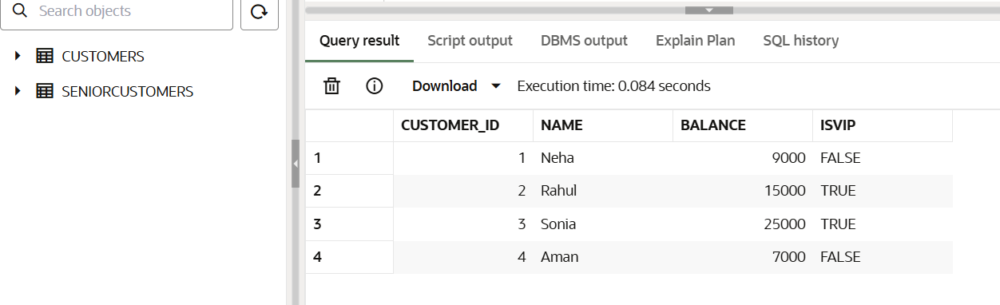 Search objects
CUSTOMERS
SENIORCUSTOMERS
Query result Script output DBMS output Explain Plan SQL history
Download Execution time: 0.084 seconds
CUSTOMER_ID NAME BALANCE ISVIP
1 1 Neha 9000 FALSE
2 2 Rahul 15000 TRUE
3 3 Sonia 25000 TRUE
4 4 Aman 7000 FALSE